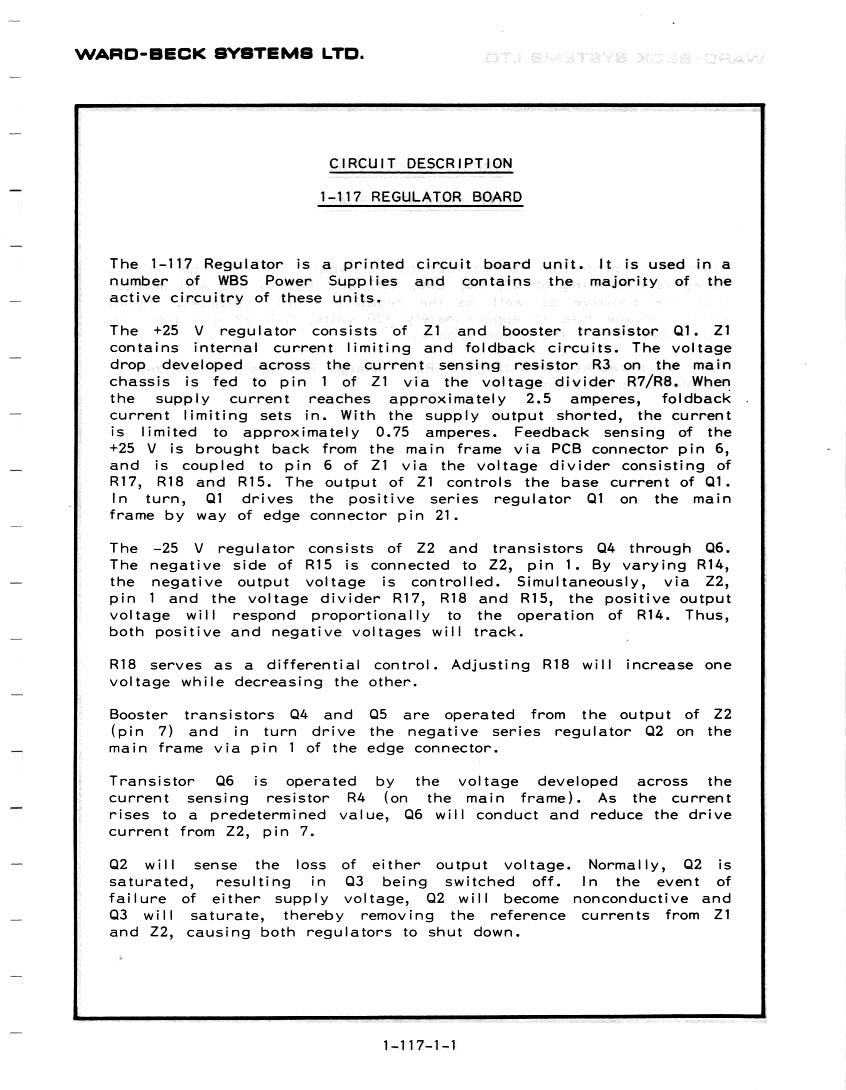 WARD-BECK SYSTEMS LTD.
CIRCUIT DESCRIPTION
1-117 REGULATOR BOARD
The 1-117 Regulator is a printed circuit board unit. It is used in a
number of WBS Power Supplies and contains the majority of the
active circuitry of these units.
The +25 V regulator consists of Z1 and booster transistor Q1. Z1
contains internal current limiting and foldback circuits. The voltage
drop developed across the current sensing resistor R3 on the main
chassis is fed to pin 1 of Z1 via the voltage divider R7/R8. When
the supply current reaches approximately 2.5 amperes, foldback
current limiting sets in. With the supply output shorted, the current
is limited to approximately 0.75 amperes. Feedback sensing of the
+25 V is brought back from the main frame via PCB connector pin 6,
and is coupled to pin 6 of Z1 via the voltage divider consisting of
R17, R18 and R15. The output of Z1 controls the base current of Q1.
In turn, Q1 drives the positive series regulator Q1 on the main
frame by way of edge connector pin 21.
The -25 V regulator consists of Z2 and transistors Q4 through Q6.
The negative side of R15 is connected to Z2, pin 1. By varying R14,
the negative output voltage is controlled. Simultaneously, via Z2,
pin 1 and the voltage divider R17, R18 and R15, the positive output
voltage will respond proportionally to the operation of R14. Thus,
both positive and negative voltages will track.
R18 serves as a differential control. Adjusting R18 will increase one
voltage while decreasing the other.
Booster transistors Q4 and Q5 are operated from the output of Z2
(pin 7) and in turn drive the negative series regulator Q2 on the
main frame via pin 1 of the edge connector.
Transistor Q6 is operated by the voltage developed across the
current sensing resistor R4 (on the main frame). As the current
rises to a predetermined value, Q6 will conduct and reduce the drive
current from Z2, pin 7.
Q2 will sense the loss of either output voltage. Normally, Q2 is
saturated, resulting in Q3 being switched off. In the event of
failure of either supply voltage, Q2 will become nonconductive and
Q3 will saturate, thereby removing the reference currents from Z1
and Z2, causing both regulators to shut down.
1-117-1-1